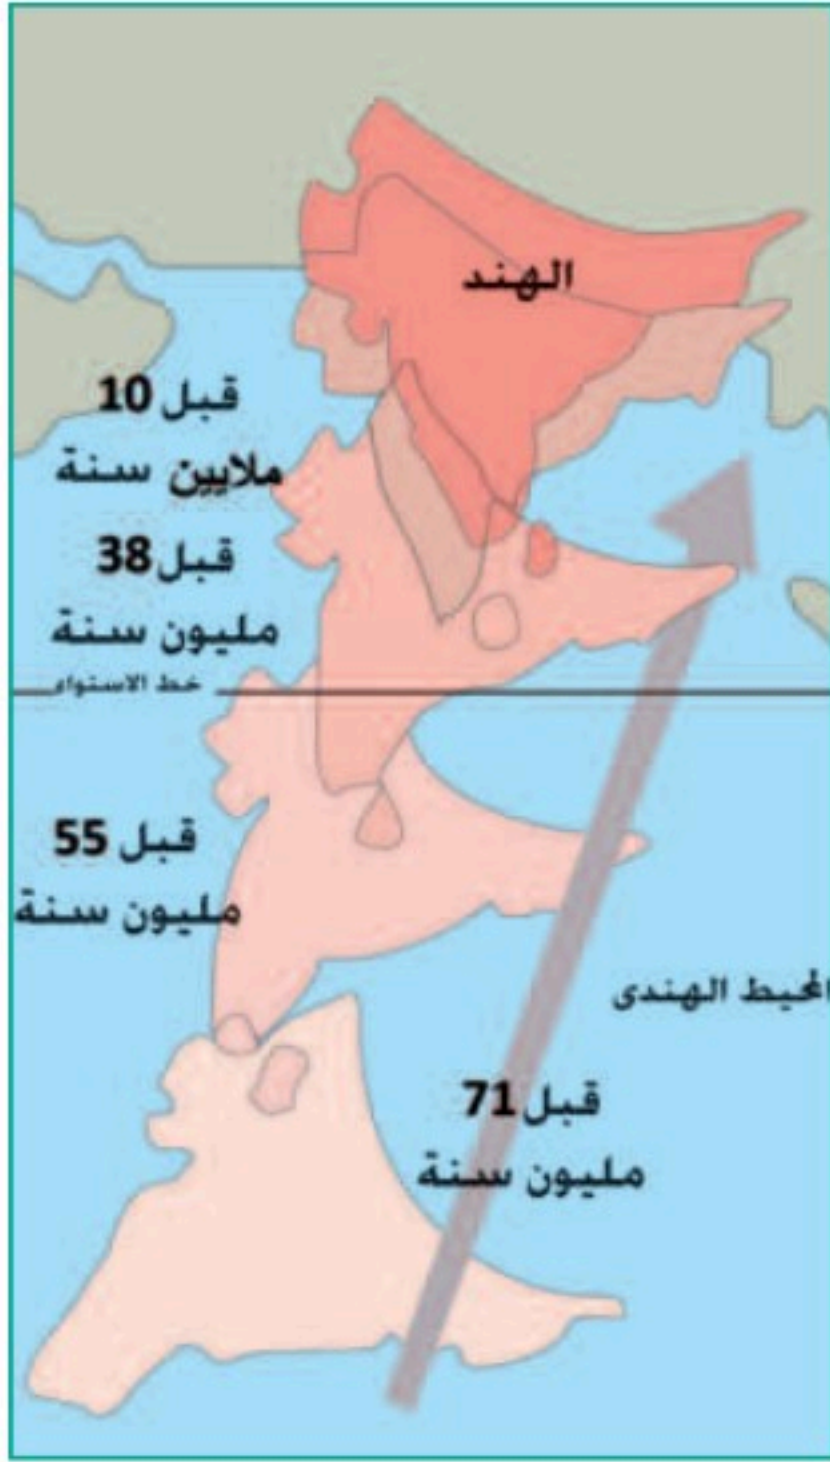 الهند
قبل 10
ملايين سنة
قبل 38
مليون سنة
خط الاستواء
قبل 55
مليون سنة
المحيط الهندى
قبل 71
مليون سنة